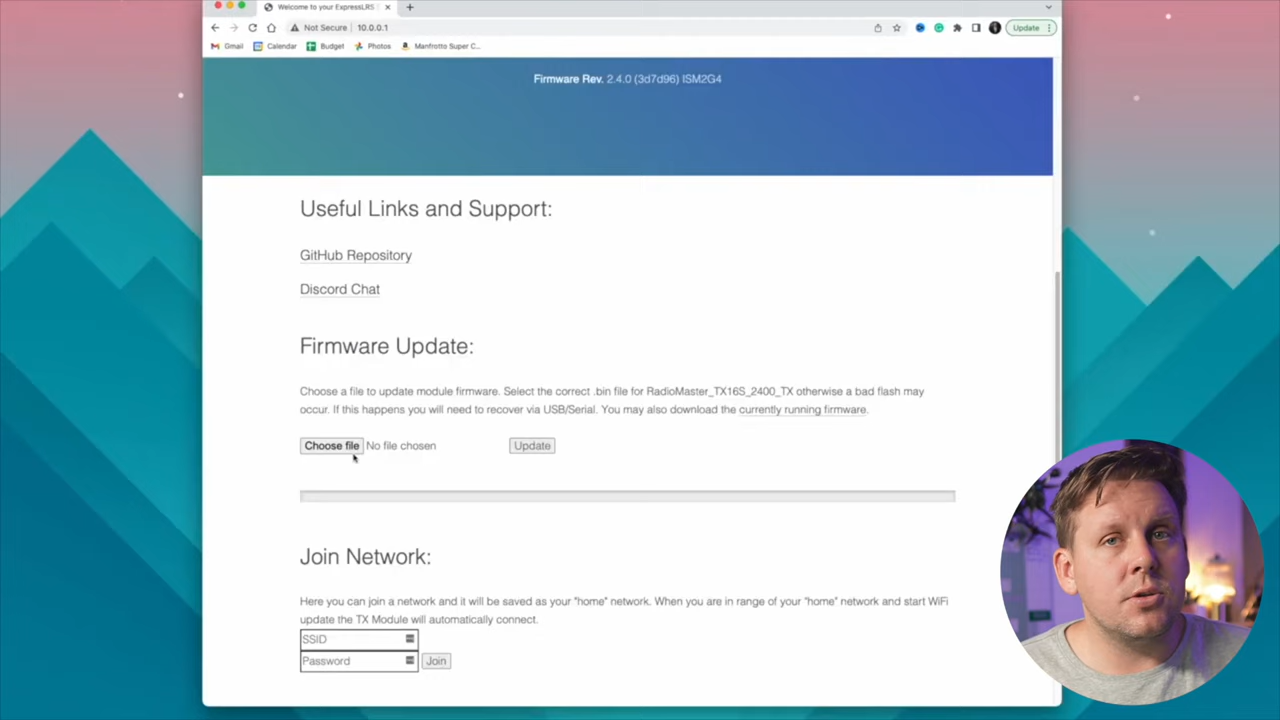 Welcome to your ExpressLRS
Not Secure
10.0.0.1
Update
Gmail
Calendar
Budget
Photos
Manfrotto Super C...
Firmware Rev. 2.4.0 (3d7d96) ISM2G4
Useful Links and Support:
GitHub Repository
Discord Chat
Firmware Update:
Choose a file to update module firmware. Select the correct .bin file for RadioMaster_TX16S_2400_TX otherwise a bad flash may
occur. If this happens you will need to recover via USB/Serial. You may also download the currently running firmware.
Choose file No file chosen
Update
Join Network:
Here you can join a network and it will be saved as your "home" network. When you are in range of your "home" network and start WiFi
update the TX Module will automatically connect.
SSID
Password
Join